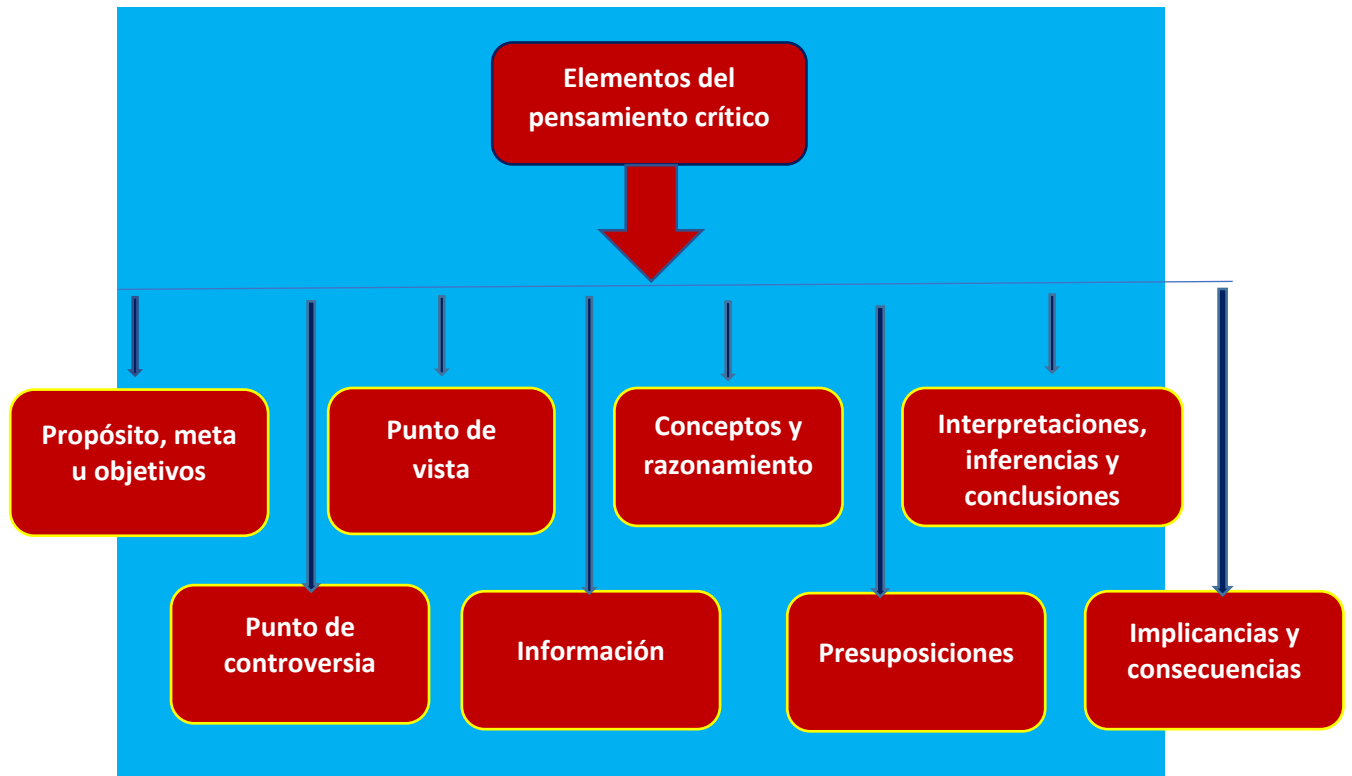 Elementos del
pensamiento crítico
Propósito, meta
u objetivos
Punto de
vista
Conceptos y
razonamiento
Interpretaciones,
inferencias y
conclusiones
Punto de
controversia
Información
Presuposiciones
Implicancias y
consecuencias